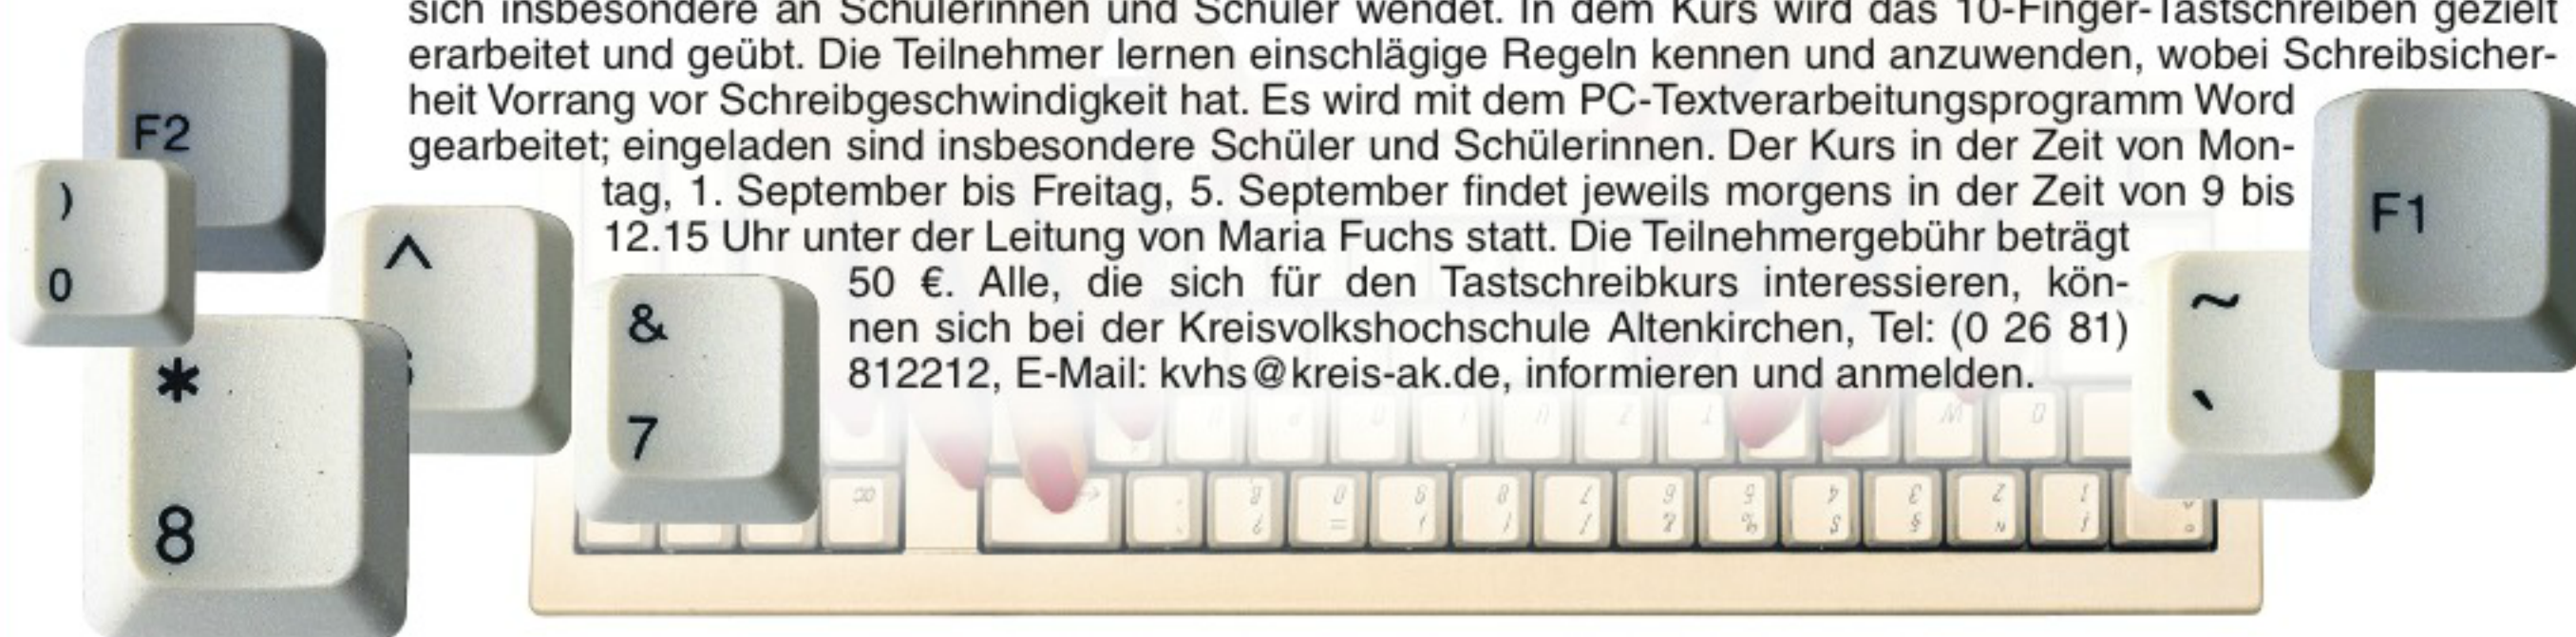 sich insbesondere an Schülerinnen und Schüler wendet. In dem Kurs wird das 10-Finger-Tastschreiben gezielt
erarbeitet und geübt. Die Teilnehmer lernen einschlägige Regeln kennen und anzuwenden, wobei Schreibsicher-
heit Vorrang vor Schreibgeschwindigkeit hat. Es wird mit dem PC-Textverarbeitungsprogramm Word
gearbeitet; eingeladen sind insbesondere Schüler und Schülerinnen. Der Kurs in der Zeit von Mon-
tag, 1. September bis Freitag, 5. September findet jeweils morgens in der Zeit von 9 bis
12.15 Uhr unter der Leitung von Maria Fuchs statt. Die Teilnehmergebühr beträgt
50 €. Alle, die sich für den Tastschreibkurs interessieren, kön-
nen sich bei der Kreisvolkshochschule Altenkirchen, Tel: (0 26 81)
812212, E-Mail: kvhs@kreis-ak.de, informieren und anmelden.
F2
)
0
^
*
8
&
7
F1
~
`